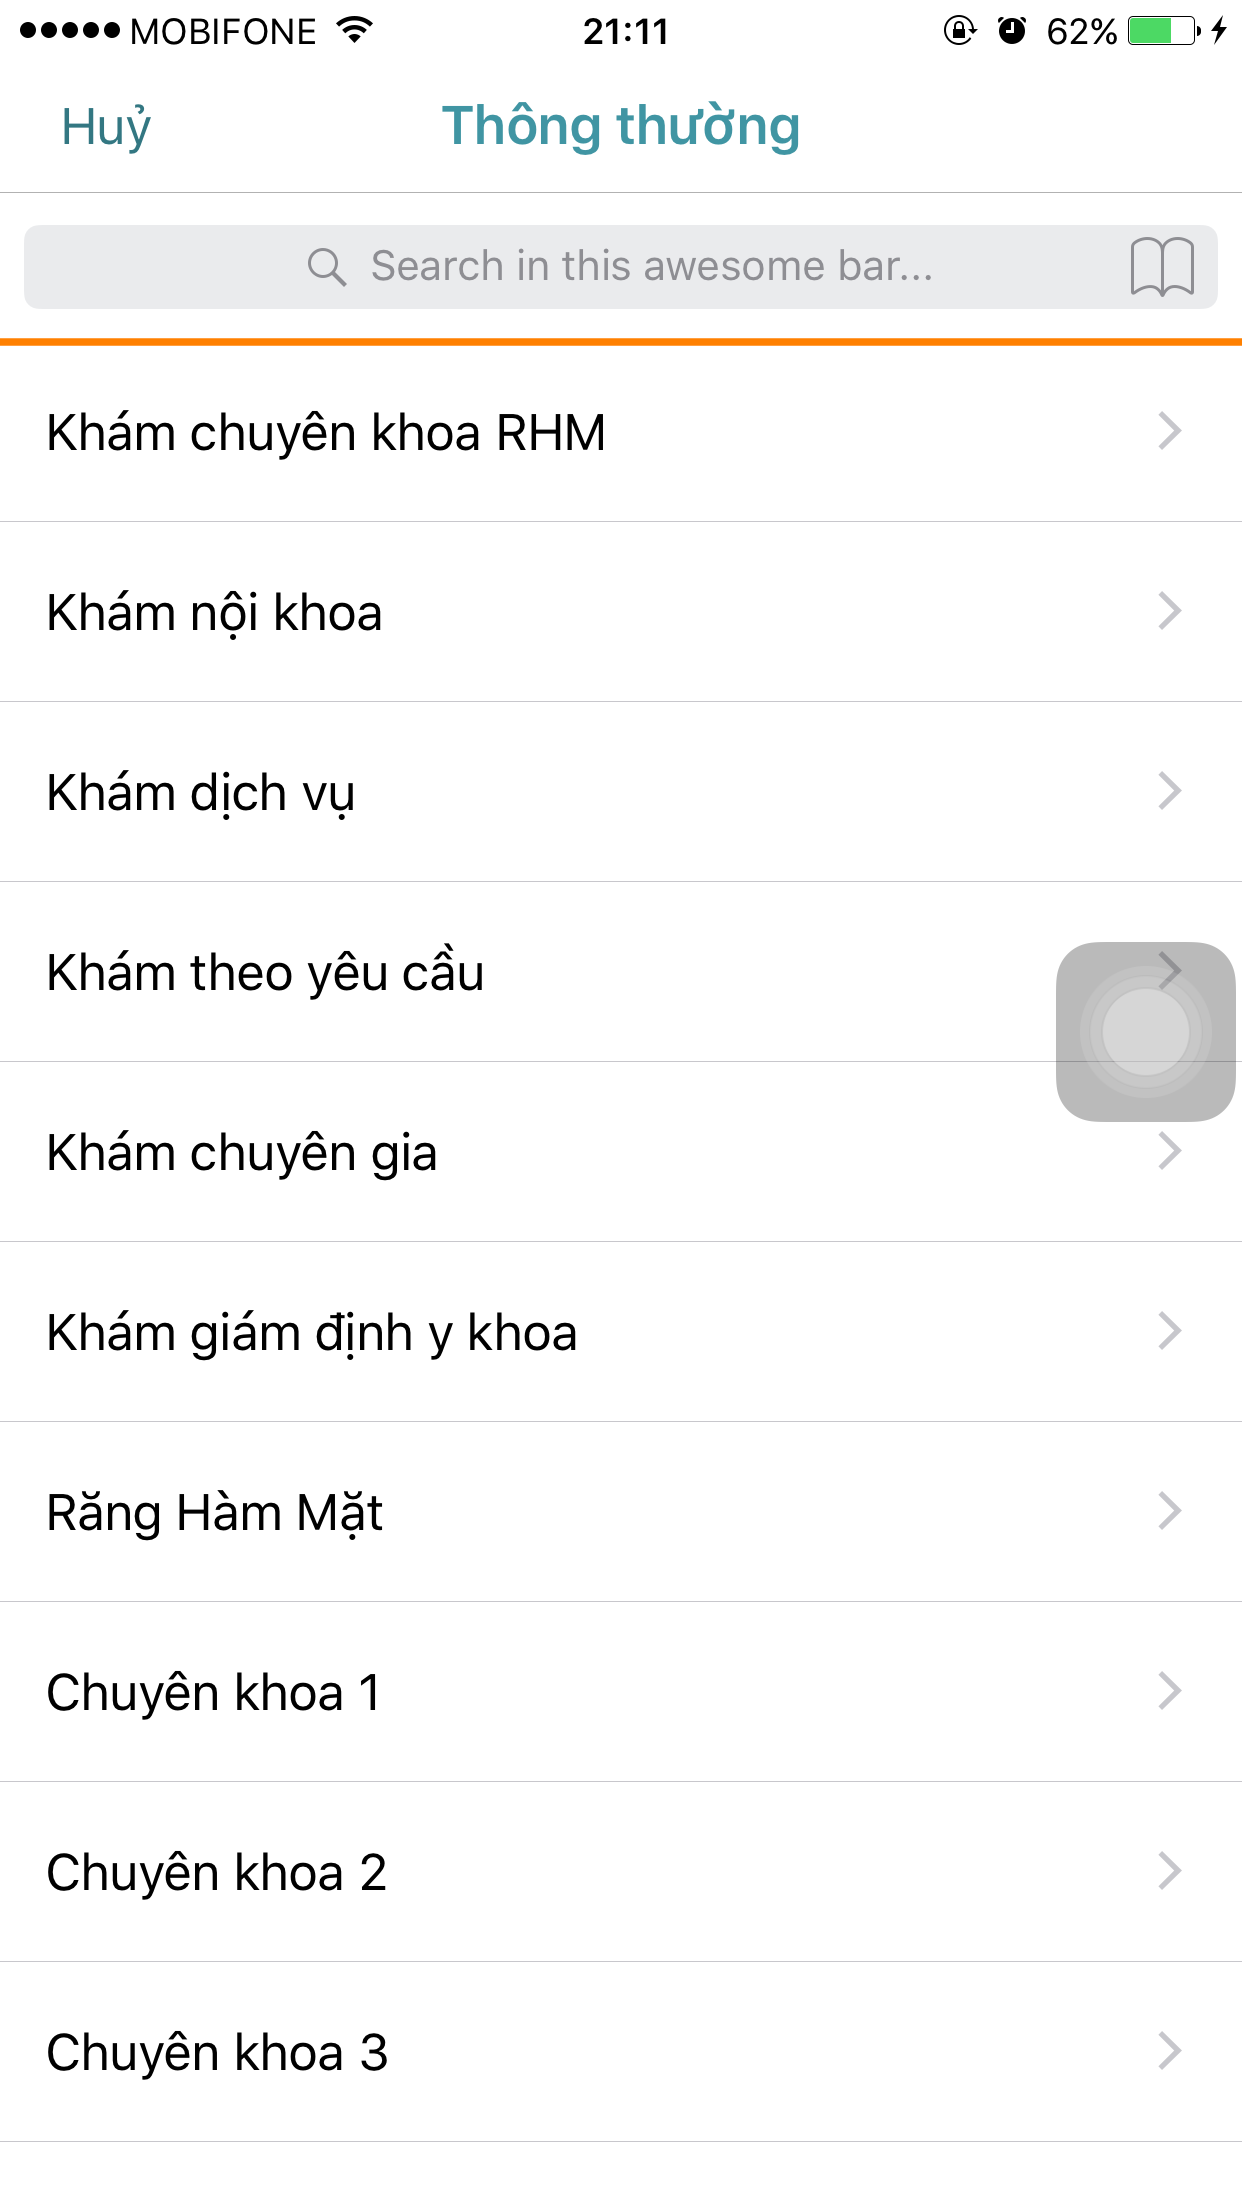 MOBIFONE 21:11 62%
Huỷ Thông thường
Search in this awesome bar...
Khám chuyên khoa RHM
Khám nội khoa
Khám dịch vụ
Khám theo yêu cầu
Khám chuyên gia
Khám giám định y khoa
Răng Hàm Mặt
Chuyên khoa 1
Chuyên khoa 2
Chuyên khoa 3